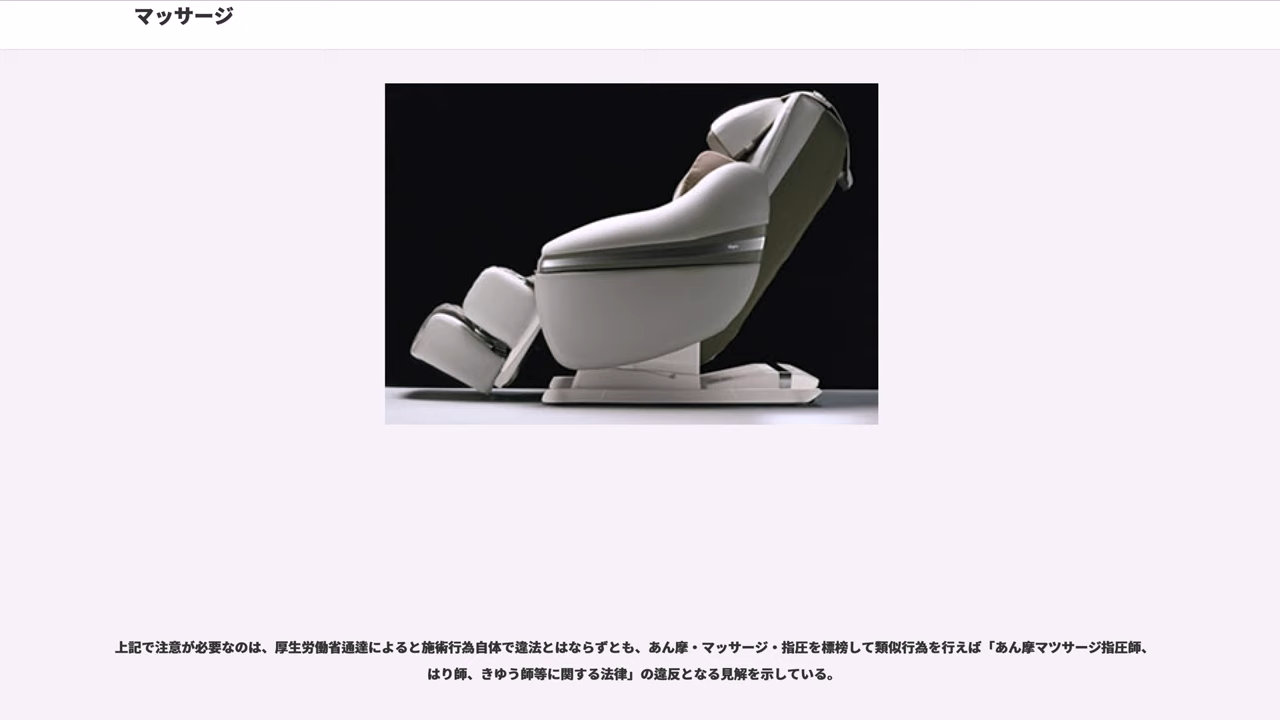 マッサージ
上記で注意が必要なのは、厚生労働省通達によると施術行為自体で違法とはならずとも、あん摩・マッサージ・指圧を標榜して類似行為を行えば「あん摩マツサージ指圧師、
はり師、きゆう師等に関する法律」の違反となる見解を示している。